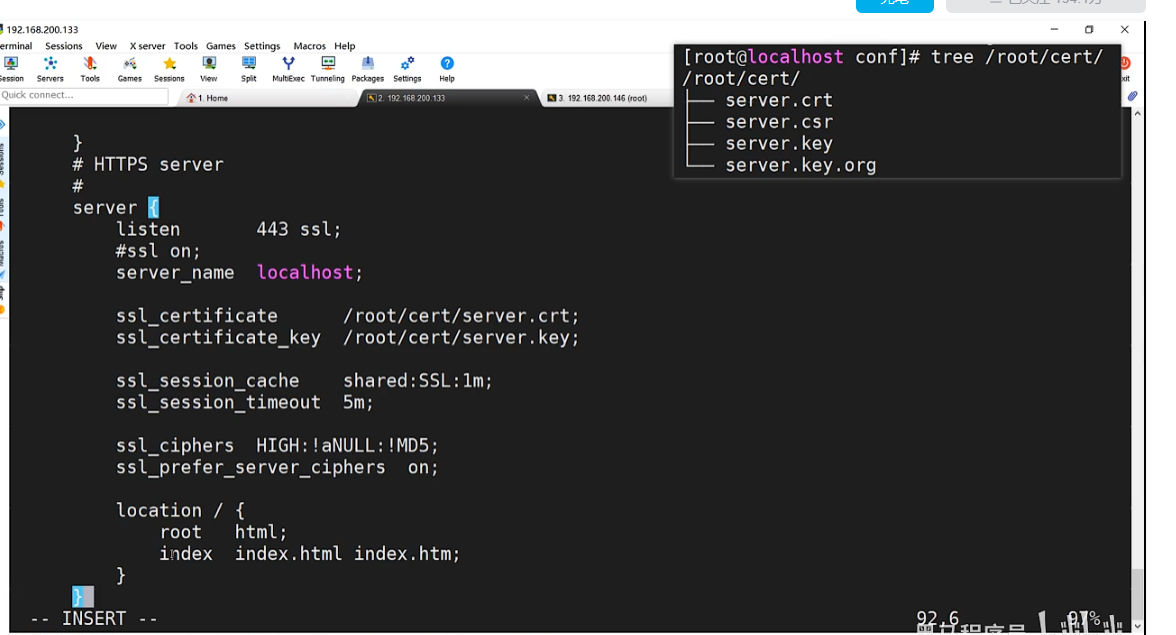 192.168.200.133
erminal Sessions View X server Tools Games Settings Macros Help
ession Servers Tools Games Sessions View Split MultiExec Tunneling Packages Settings Help
xit
Quick connect...
1. Home
2. 192.168.200.133
3. 192.168.200.146 (root)
[root@localhost conf]# tree /root/cert/
/root/cert/
├── server.crt
├── server.csr
├── server.key
└── server.key.org
}
# HTTPS server
#
server {
listen 443 ssl;
#ssl on;
server_name localhost;
ssl_certificate /root/cert/server.crt;
ssl_certificate_key /root/cert/server.key;
ssl_session_cache shared:SSL:1m;
ssl_session_timeout 5m;
ssl_ciphers HIGH:!aNULL:!MD5;
ssl_prefer_server_ciphers on;
location / {
root html;
index index.html index.htm;
}
}
-- INSERT --
92,6
97%